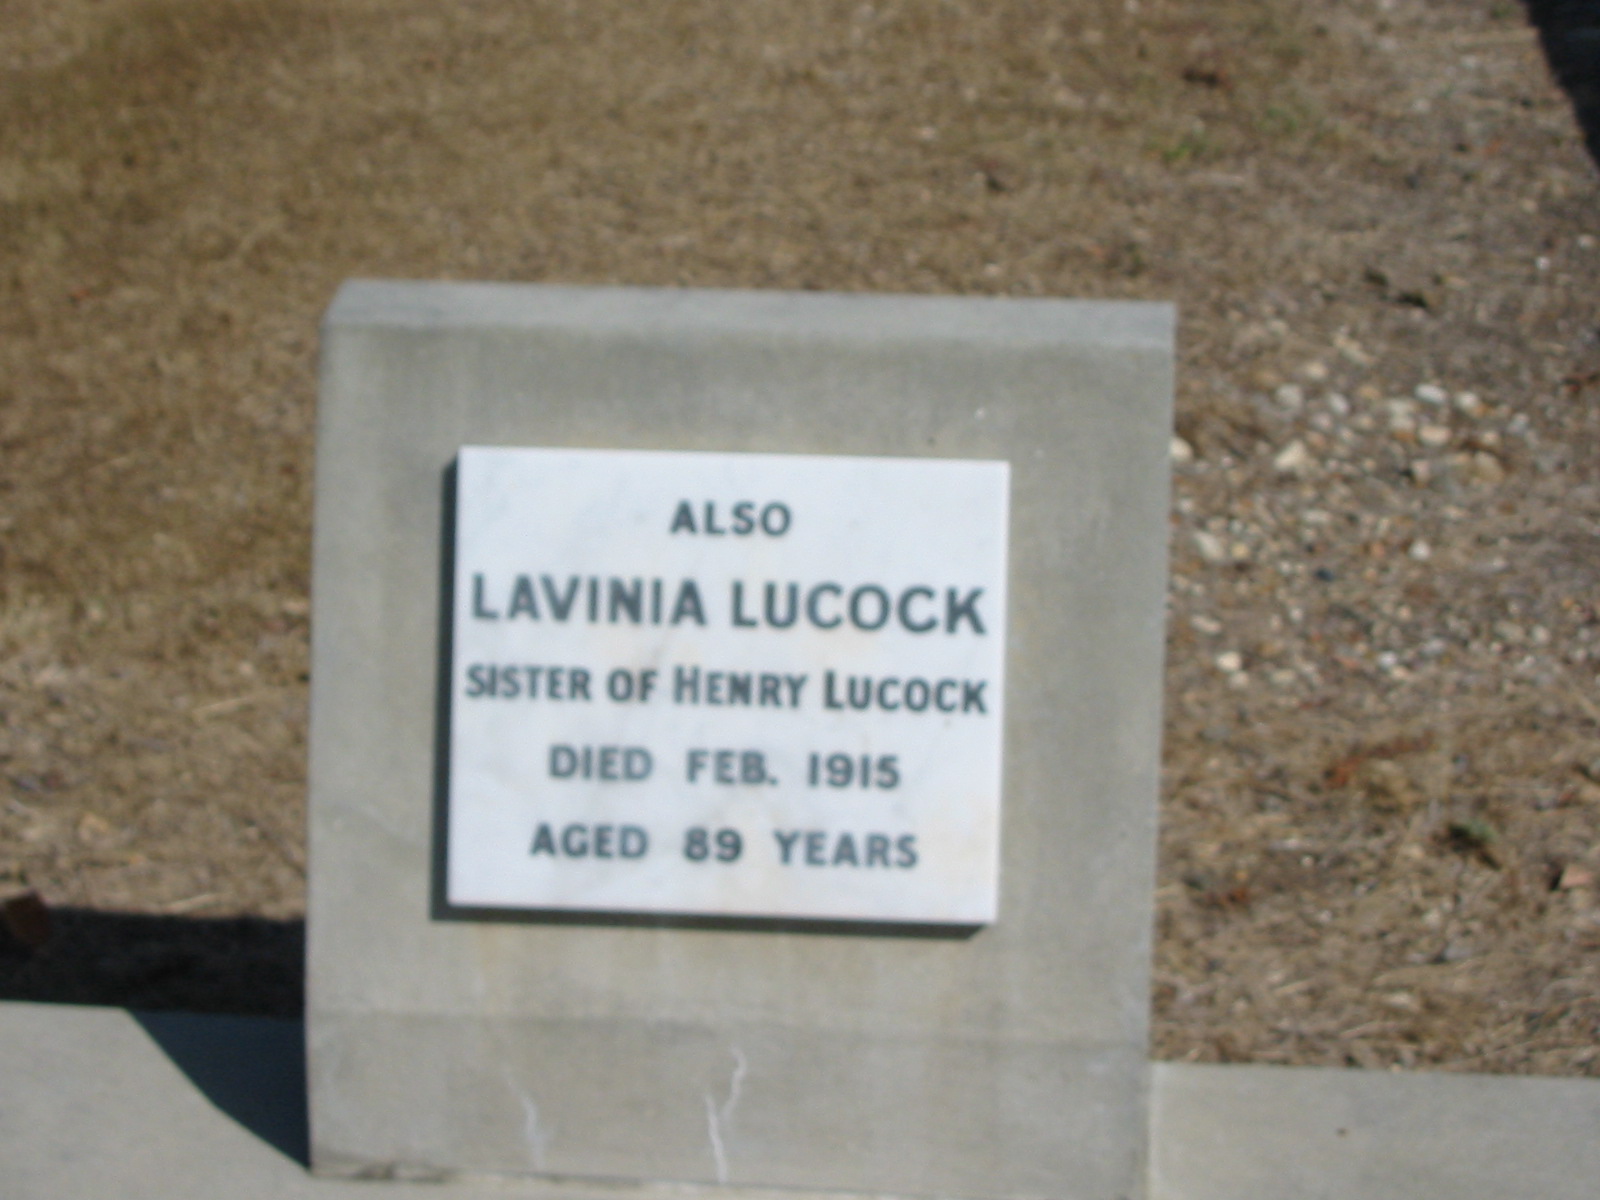 ALSO
LAVINIA LUCOCK
SISTER OF HENRY LUCOCK
DIED FEB. 1915
AGED 89 YEARS